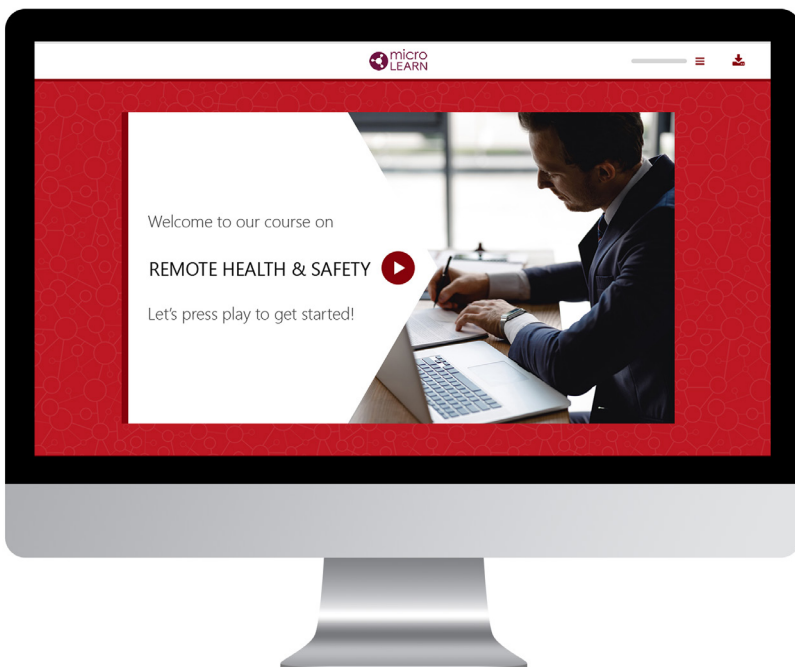 micro
LEARN
Welcome to our course on
REMOTE HEALTH & SAFETY
Let's press play to get started!